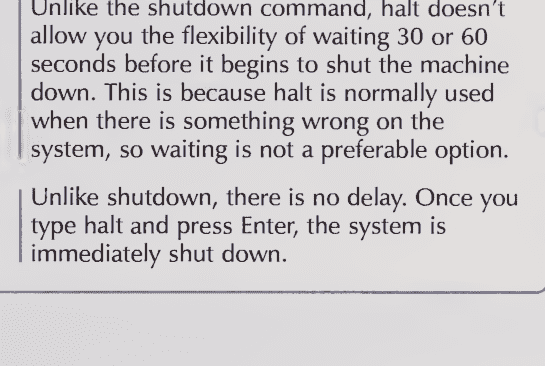 Unlike the shutdown command, halt doesn't
allow you the flexibility of waiting 30 or 60
seconds before it begins to shut the machine
down. This is because halt is normally used
when there is something wrong on the
system, so waiting is not a preferable option.
Unlike shutdown, there is no delay. Once you
type halt and press Enter, the system is
immediately shut down.